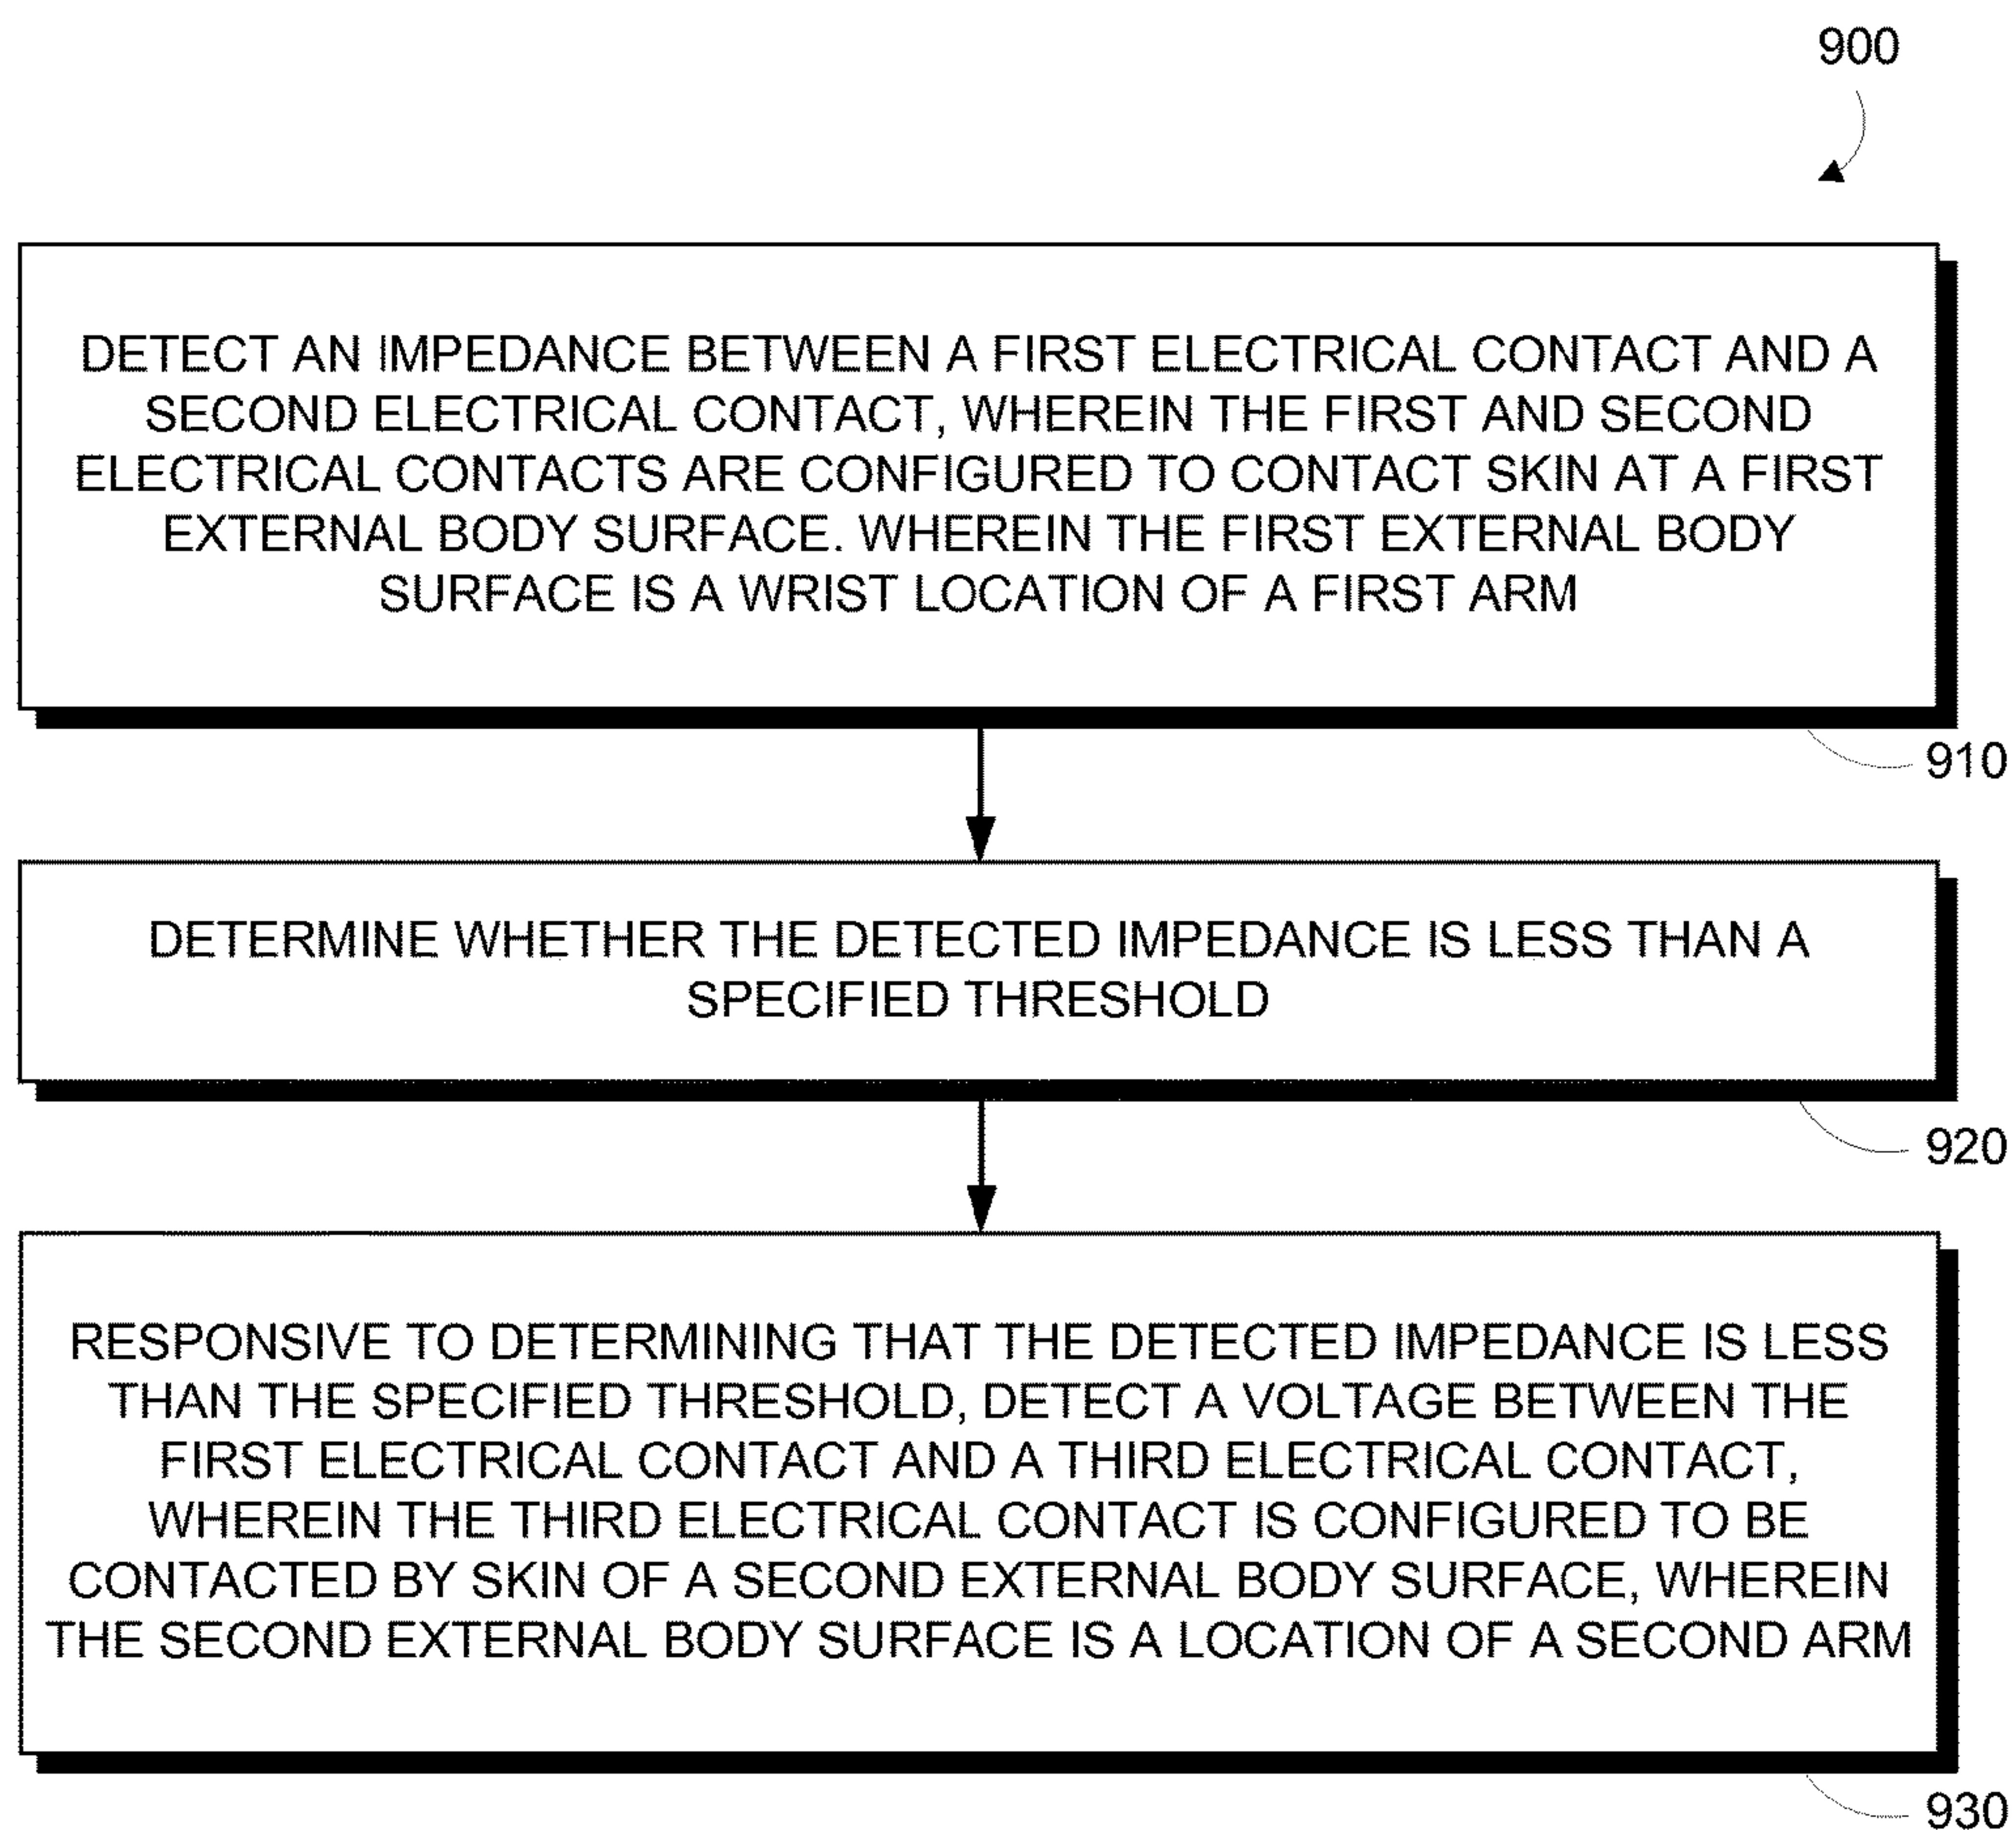 900
DETECT AN IMPEDANCE BETWEEN A FIRST ELECTRICAL CONTACT AND A
SECOND ELECTRICAL CONTACT, WHEREIN THE FIRST AND SECOND
ELECTRICAL CONTACTS ARE CONFIGURED TO CONTACT SKIN AT A FIRST
EXTERNAL BODY SURFACE. WHEREIN THE FIRST EXTERNAL BODY
SURFACE IS A WRIST LOCATION OF A FIRST ARM
910
DETERMINE WHETHER THE DETECTED IMPEDANCE IS LESS THAN A
SPECIFIED THRESHOLD
920
RESPONSIVE TO DETERMINING THAT THE DETECTED IMPEDANCE IS LESS
THAN THE SPECIFIED THRESHOLD, DETECT A VOLTAGE BETWEEN THE
FIRST ELECTRICAL CONTACT AND A THIRD ELECTRICAL CONTACT,
WHEREIN THE THIRD ELECTRICAL CONTACT IS CONFIGURED TO BE
CONTACTED BY SKIN OF A SECOND EXTERNAL BODY SURFACE, WHEREIN
THE SECOND EXTERNAL BODY SURFACE IS A LOCATION OF A SECOND ARM
930